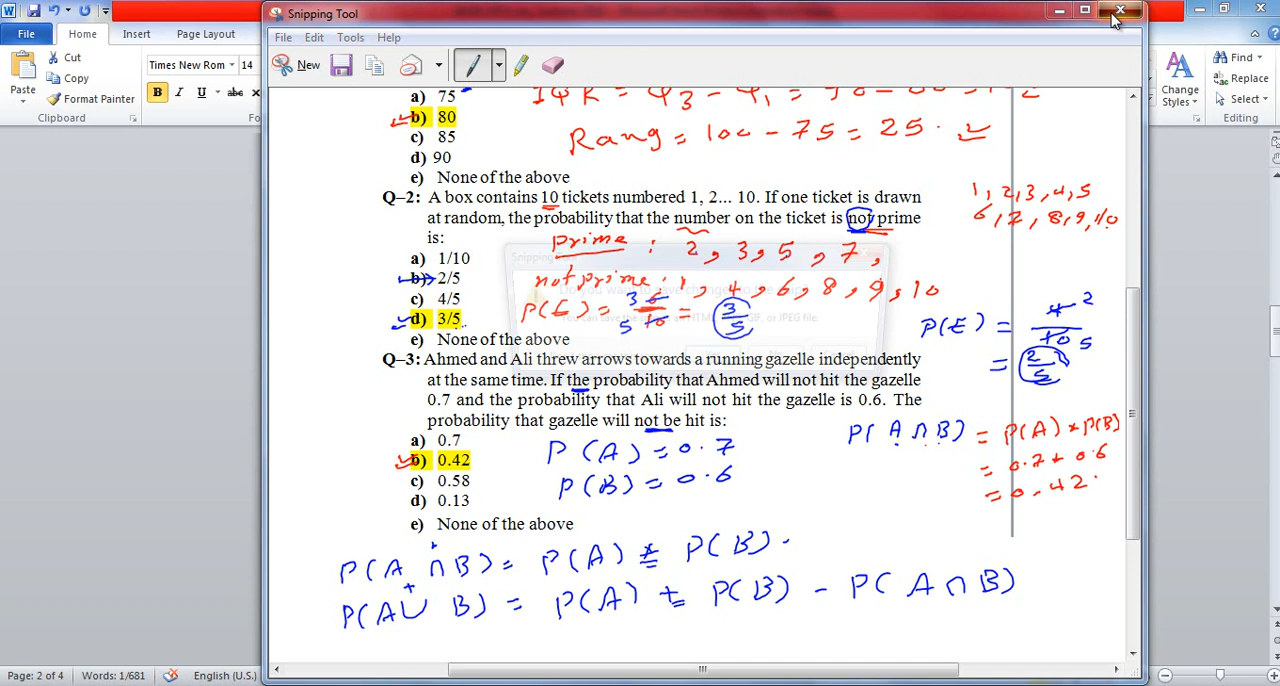 Snipping Tool
File Home Insert Page Layout
File Edit Tools Help
New
Paste
Cut
Copy
Format Painter
Clipboard
Times New Rom 14
B I U abc
Change Styles
Find
Replace
Select
Editing
a) 75
b) 80
c) 85
d) 90
e) None of the above
Rang = 100 - 75 = 25
Q–2: A box contains 10 tickets numbered 1, 2... 10. If one ticket is drawn
at random, the probability that the number on the ticket is not prime
is:
1, 2, 3, 4, 5
6, 7, 8, 9, 10
prime : 2, 3, 5, 7,
not prime : 1, 4, 6, 8, 9, 10
a) 1/10
b) 2/5
c) 4/5
d) 3/5
e) None of the above
P(E) = 6/10 3 5 = 3/5
P(E) = 4/10 2 5
= 2/5
Q–3: Ahmed and Ali threw arrows towards a running gazelle independently
at the same time. If the probability that Ahmed will not hit the gazelle
0.7 and the probability that Ali will not hit the gazelle is 0.6. The
probability that gazelle will not be hit is:
a) 0.7
b) 0.42
c) 0.58
d) 0.13
e) None of the above
P(A) = 0.7
P(B) = 0.6
P(A∩B) = P(A) * P(B)
= 0.7 * 0.6
= 0.42.
P(A ∩ B) = P(A) * P(B)
P(A ∪ B) = P(A) + P(B) - P(A∩B)
Page: 2 of 4 Words: 1/681 English (U.S.)